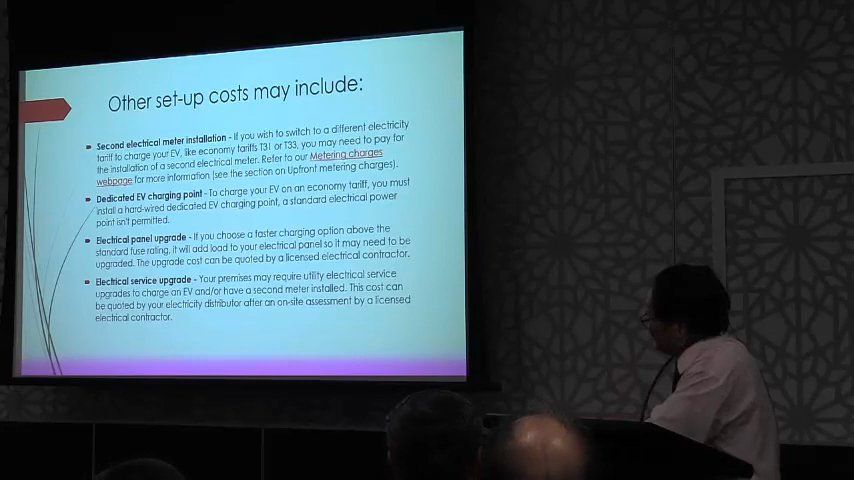 Other set-up costs may include:
Second electrical meter installation - If you wish to switch to a different electricity
tariff to charge your EV, like economy tariffs T31 or T33, you may need to pay for
the installation of a second electrical meter. Refer to our Metering charges
webpage for more information (see the section on Upfront metering charges).
Dedicated EV charging point - To charge your EV on an economy tariff, you must
install a hard-wired dedicated EV charging point, a standard electrical power
point isn't permitted.
Electrical panel upgrade - If you choose a faster charging option above the
standard fuse rating, it will add load to your electrical panel so it may need to be
upgraded. The upgrade cost can be quoted by a licensed electrical contractor.
Electrical service upgrade - Your premises may require utility electrical service
upgrades to charge an EV and/or have a second meter installed. This cost can
be quoted by your electricity distributor after an on-site assessment by a licensed
electrical contractor.